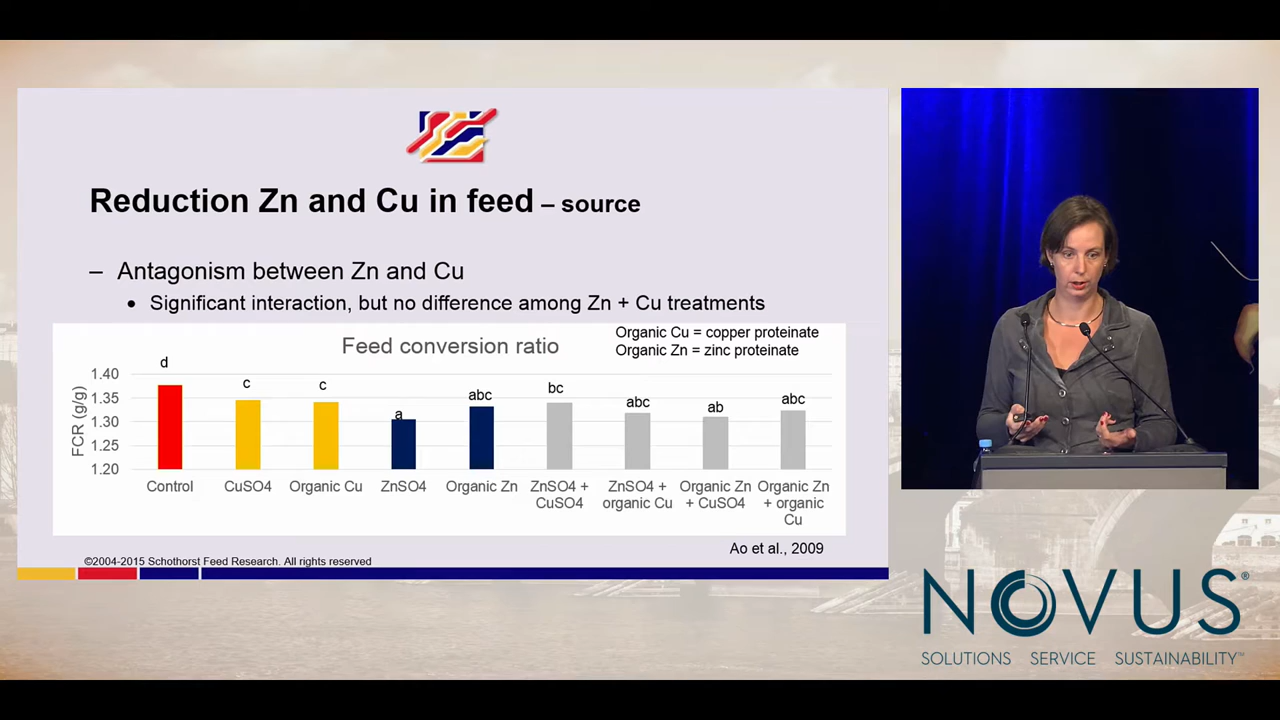 Reduction Zn and Cu in feed – source
– Antagonism between Zn and Cu
• Significant interaction, but no difference among Zn + Cu treatments
Feed conversion ratio
Organic Cu = copper proteinate
Organic Zn = zinc proteinate
FCR (g/g)
1.40
1.35
1.30
1.25
1.20
d
c
c
a
abc
bc
abc
ab
abc
Control
CuSO4
Organic Cu
ZnSO4
Organic Zn
ZnSO4 +
CuSO4
ZnSO4 +
organic Cu
Organic Zn
+ CuSO4
Organic Zn
+ organic
Cu
Ao et al., 2009
©2004-2015 Schothorst Feed Research. All rights reserved
NOVUS®
SOLUTIONS SERVICE SUSTAINABILITY™